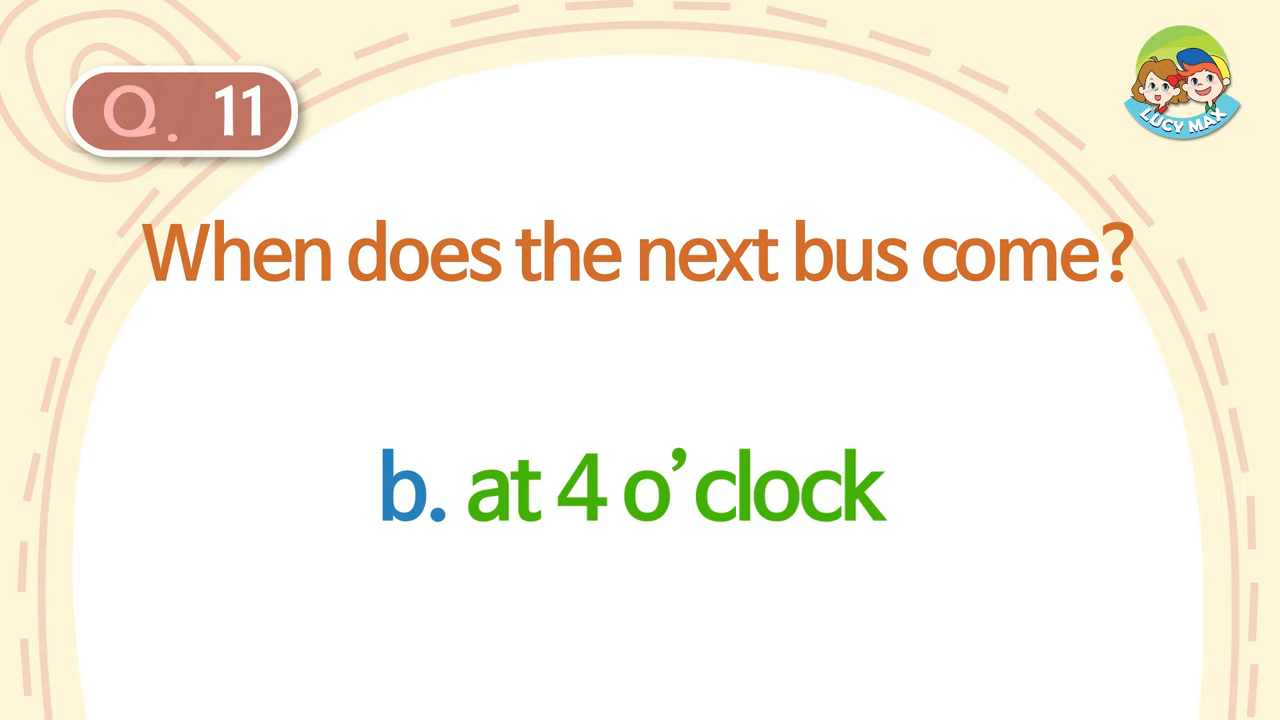 Q. 11
LUCY MAX
When does the next bus come?
b. at 4 o’clock